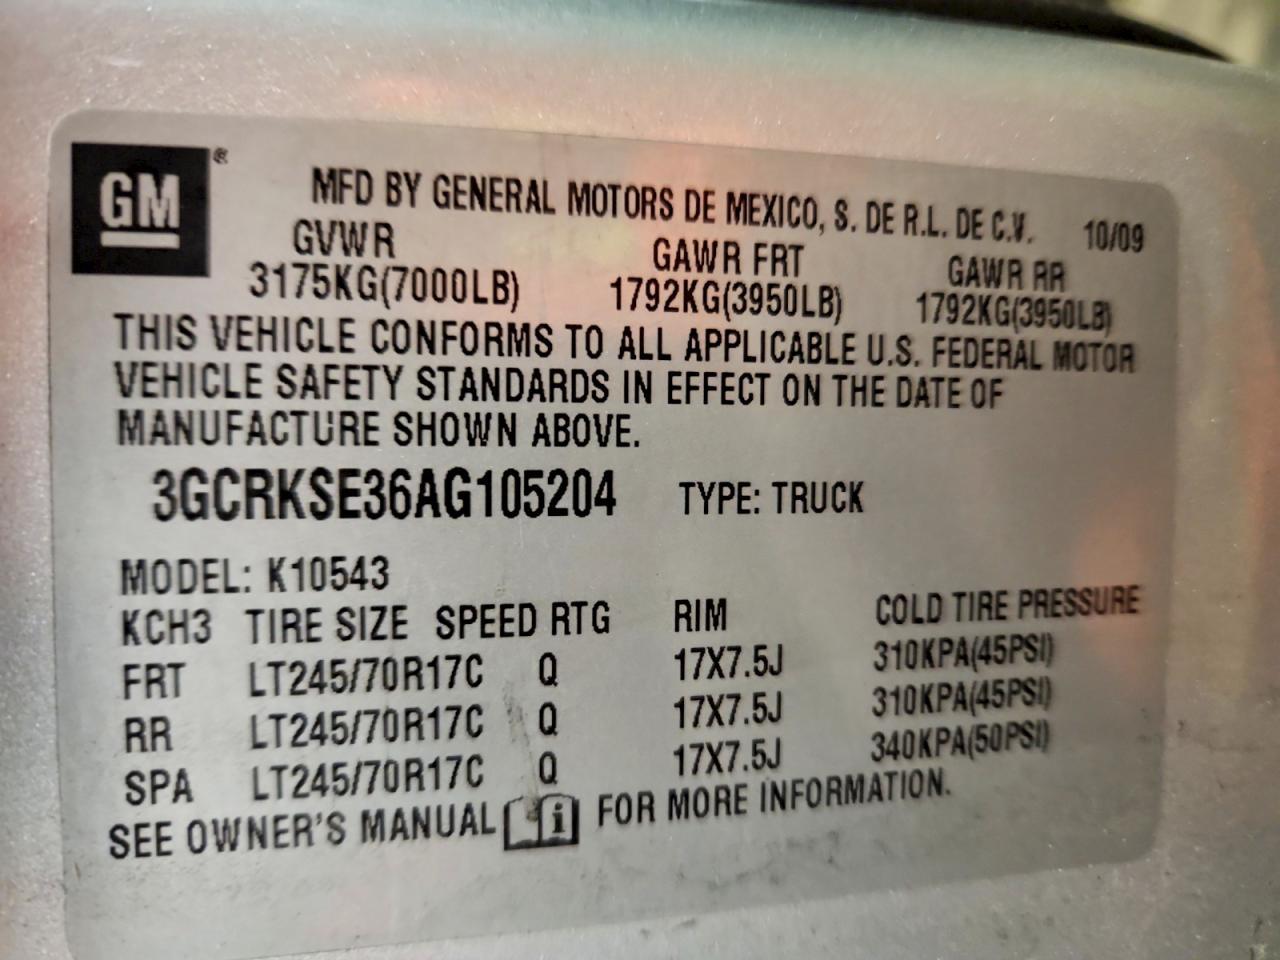 GM®
MFD BY GENERAL MOTORS DE MEXICO, S. DE R.L. DE C.V. 10/09
GVWR GAWR FRT GAWR RR
3175KG(7000LB) 1792KG(3950LB) 1792KG(3950LB)
THIS VEHICLE CONFORMS TO ALL APPLICABLE U.S. FEDERAL MOTOR
VEHICLE SAFETY STANDARDS IN EFFECT ON THE DATE OF
MANUFACTURE SHOWN ABOVE.
3GCRKSE36AG105204 TYPE: TRUCK
MODEL: K10543
KCH3 TIRE SIZE SPEED RTG RIM COLD TIRE PRESSURE
FRT LT245/70R17C Q 17X7.5J 310KPA(45PSI)
RR LT245/70R17C Q 17X7.5J 310KPA(45PSI)
SPA LT245/70R17C Q 17X7.5J 340KPA(50PSI)
SEE OWNER'S MANUAL i FOR MORE INFORMATION.